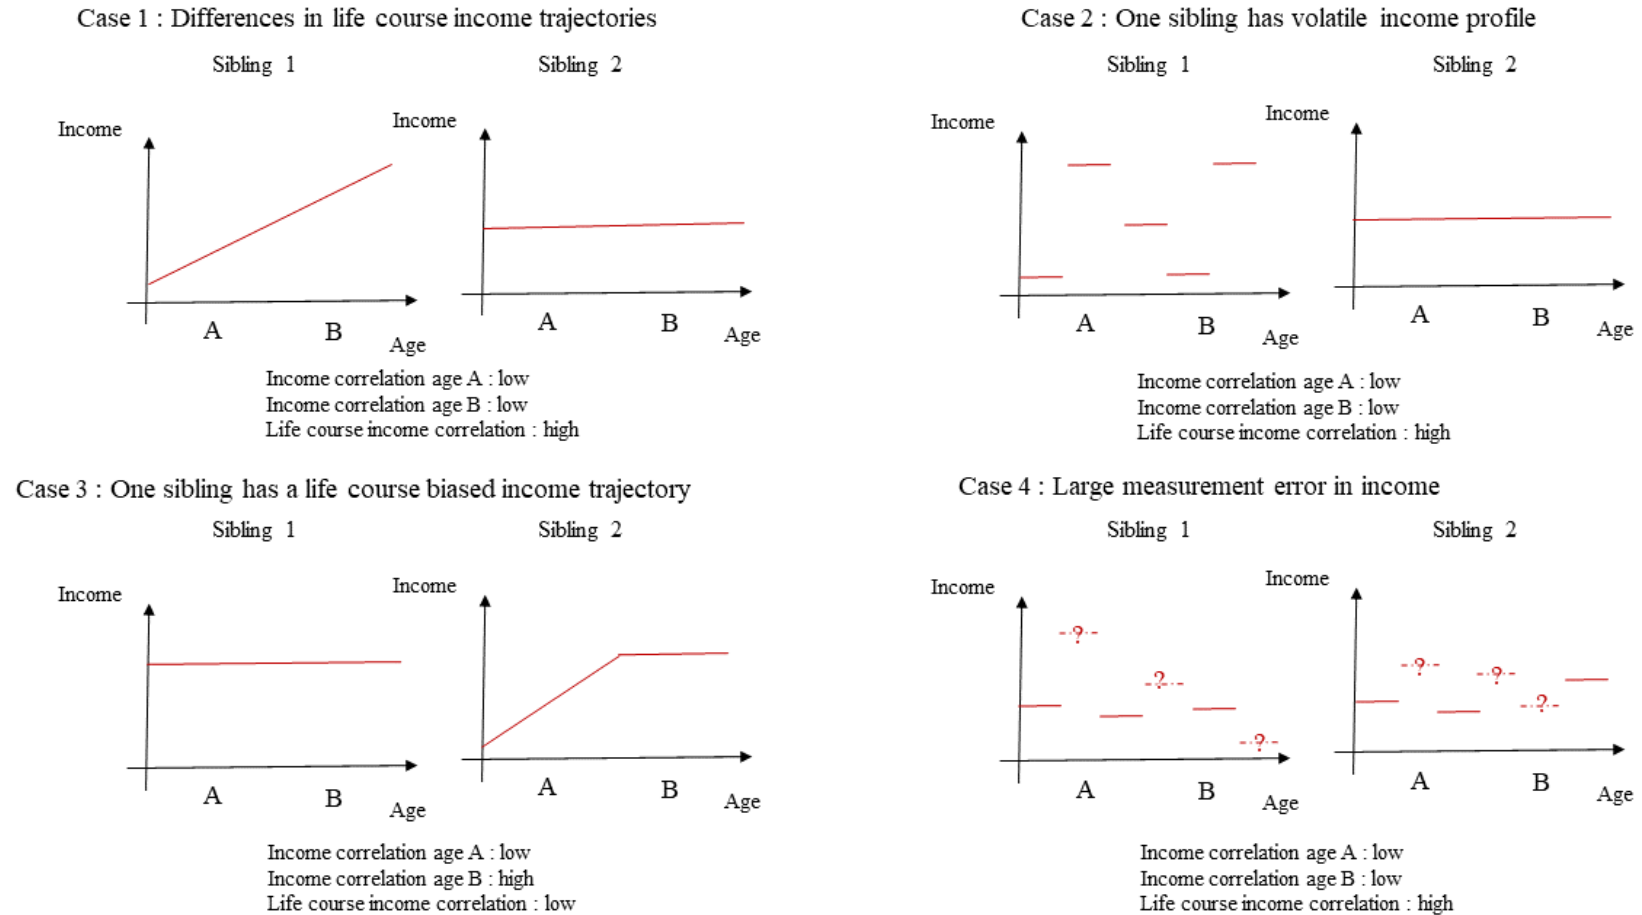 Case 1 : Differences in life course income trajectories
Sibling 1
Sibling 2
Income
Income
A
B
Age
A
B
Age
Income correlation age A : low
Income correlation age B : low
Life course income correlation : high
Case 2 : One sibling has volatile income profile
Sibling 1
Sibling 2
Income
Income
A
B
Age
A
B
Age
Income correlation age A : low
Income correlation age B : low
Life course income correlation : high
Case 3 : One sibling has a life course biased income trajectory
Sibling 1
Sibling 2
Income
Income
A
B
Age
A
B
Age
Income correlation age A : low
Income correlation age B : high
Life course income correlation : low
Case 4 : Large measurement error in income
Sibling 1
Sibling 2
Income
Income
?
?
?
?
?
?
A
B
Age
A
B
Age
Income correlation age A : low
Income correlation age B : low
Life course income correlation : high